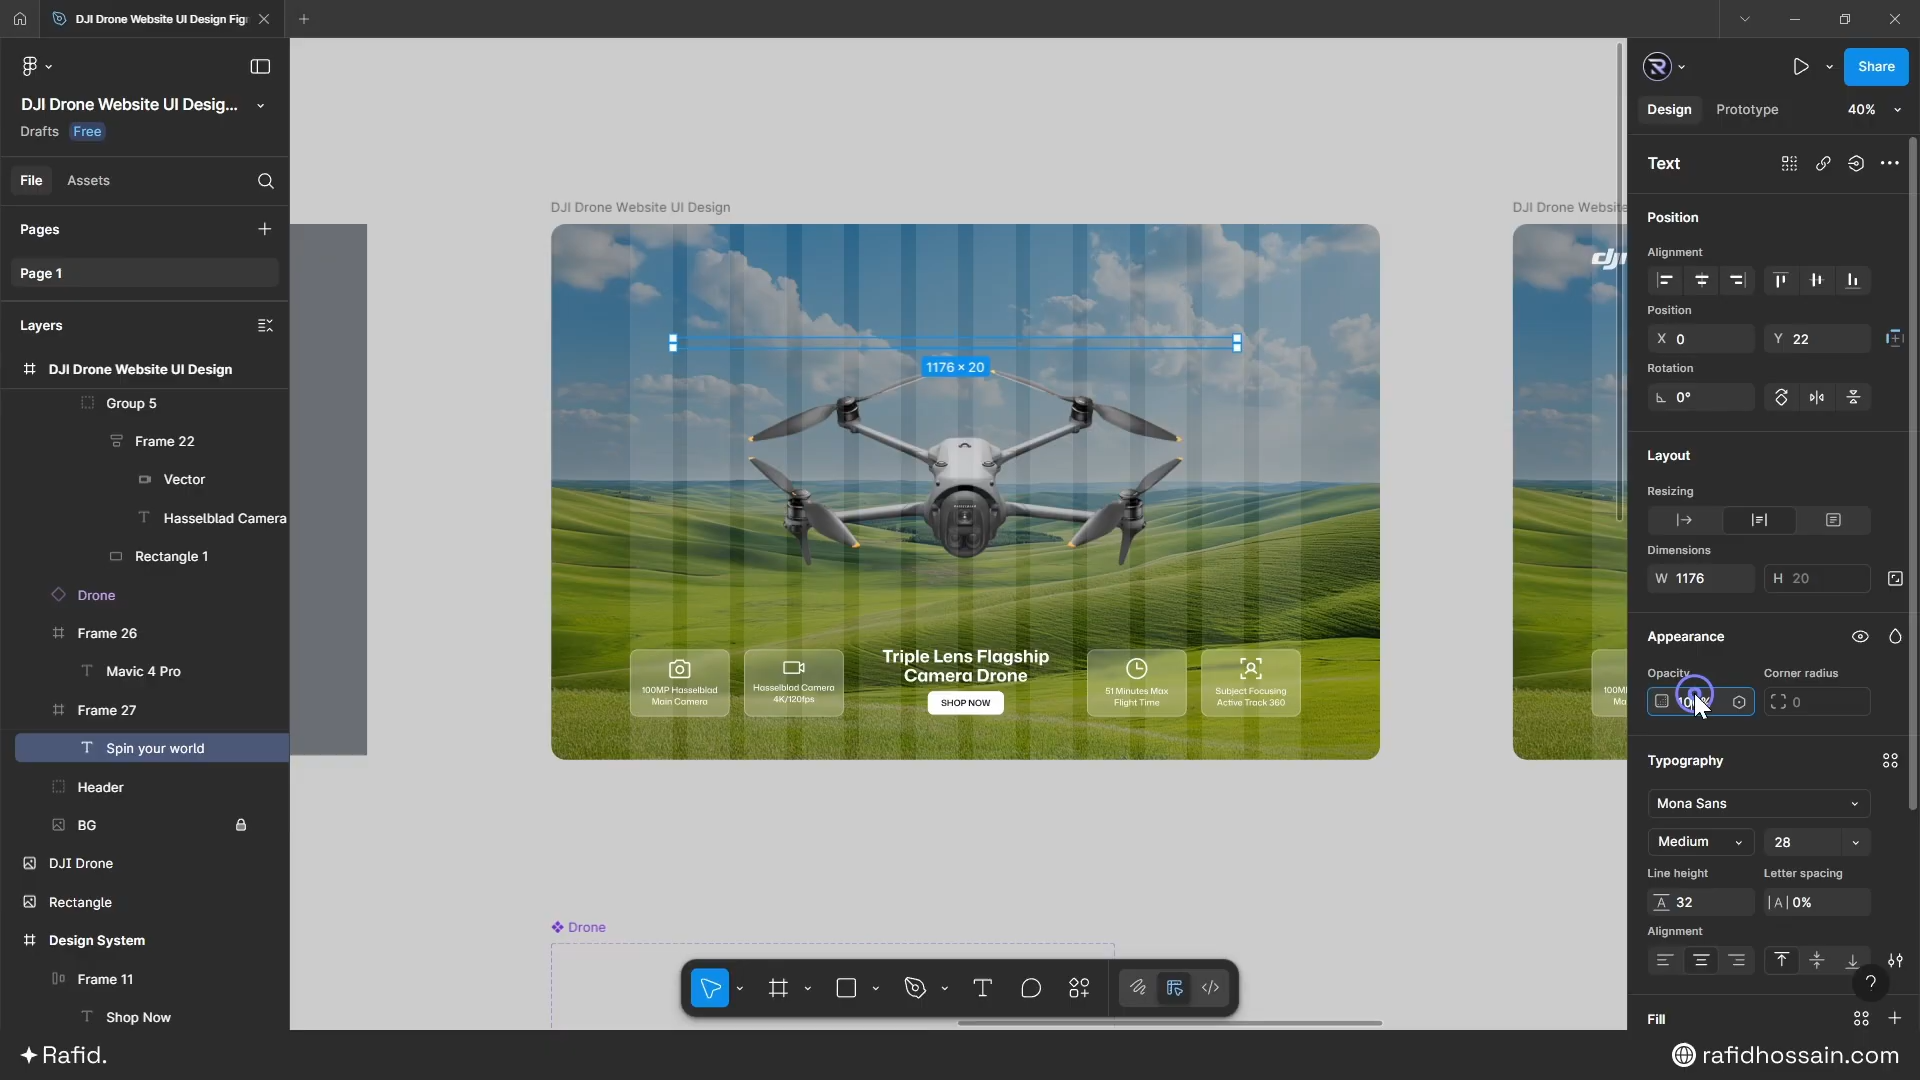 DJI Drone Website UI Design Fig
DJI Drone Website UI Desig...
Drafts Free
File Assets
Pages
Page 1
Layers
DJI Drone Website UI Design
Group 5
Frame 22
Vector
Hasselblad Camera
Rectangle 1
Drone
Frame 26
Mavic 4 Pro
Frame 27
Spin your world
Header
BG
DJI Drone
Rectangle
Design System
Frame 11
Shop Now
DJI Drone Website UI Design
1176 × 20
100MP Hasselblad
Main Camera
Hasselblad Camera
4K/120fps
Triple Lens Flagship
Camera Drone
SHOP NOW
51 Minutes Max
Flight Time
Subject Focusing
Active Track 360
DJI Drone Website
dji
100M
Ma
Drone
Share
Design Prototype 40%
Text
Position
Alignment
Position
X 0 Y 22
Rotation
0°
Layout
Resizing
Dimensions
W 1176 H 20
Appearance
Opacity Corner radius
0
Typography
Mona Sans
Medium 28
Line height Letter spacing
32 0%
Alignment
?
Fill
Rafid.
rafidhossain.com